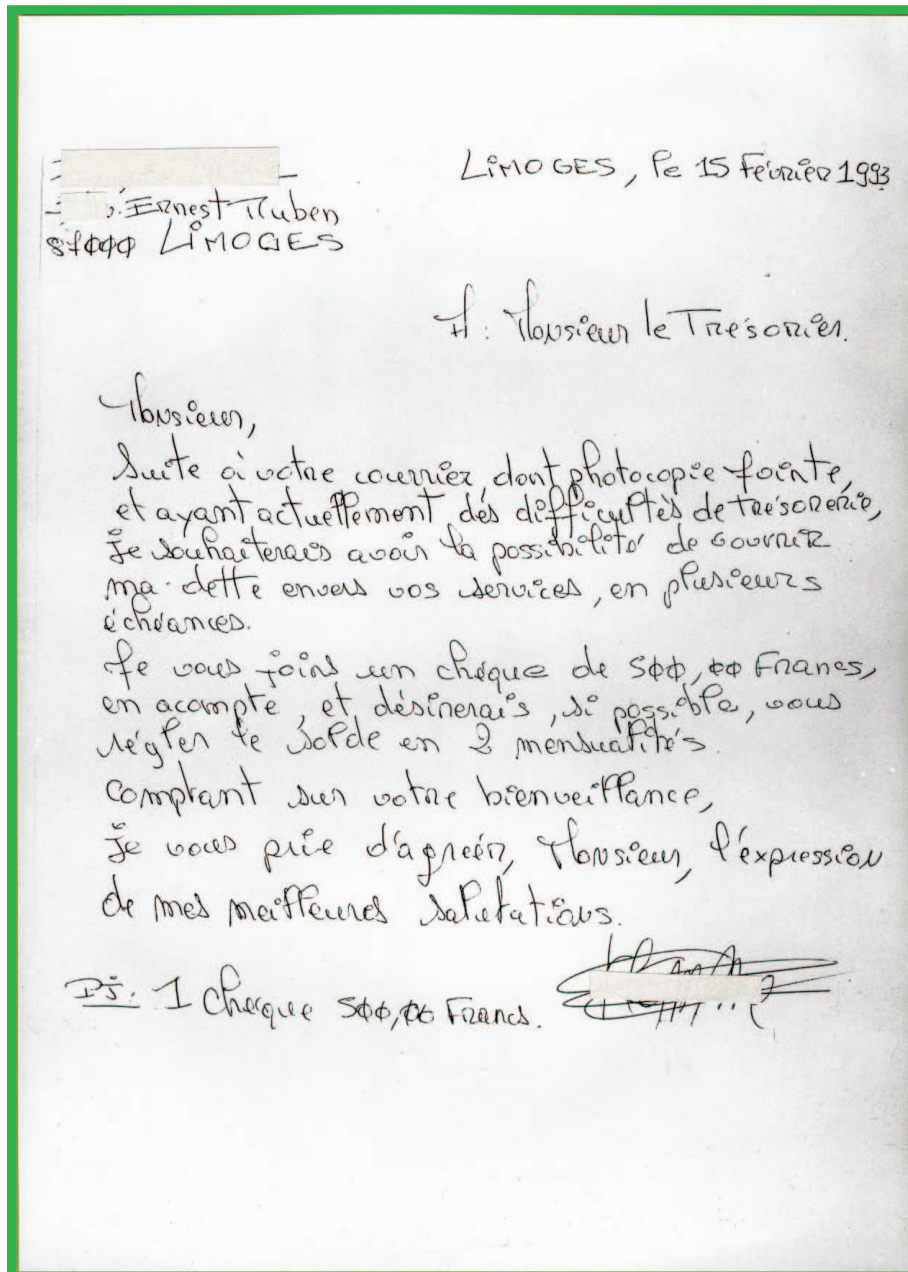 LIMOGES, le 15 Février 1993
Ernest Ruben
87000 LIMOGES
A : Monsieur le Trésorier.
Monsieur,
Suite à votre courrier dont photocopie jointe,
et ayant actuellement des difficultés de trésorerie,
je souhaiterais avoir la possibilité de couvrir
ma dette envers vos services, en plusieurs
échéances.
Je vous joins un chèque de 500,00 Francs,
en acompte, et désirerais, si possible, vous
régler le solde en 2 mensualités.
Comptant sur votre bienveillance,
je vous prie d'agréer, Monsieur, l'expression
de mes meilleures salutations.
PJ: 1 Chèque 500,00 Francs.